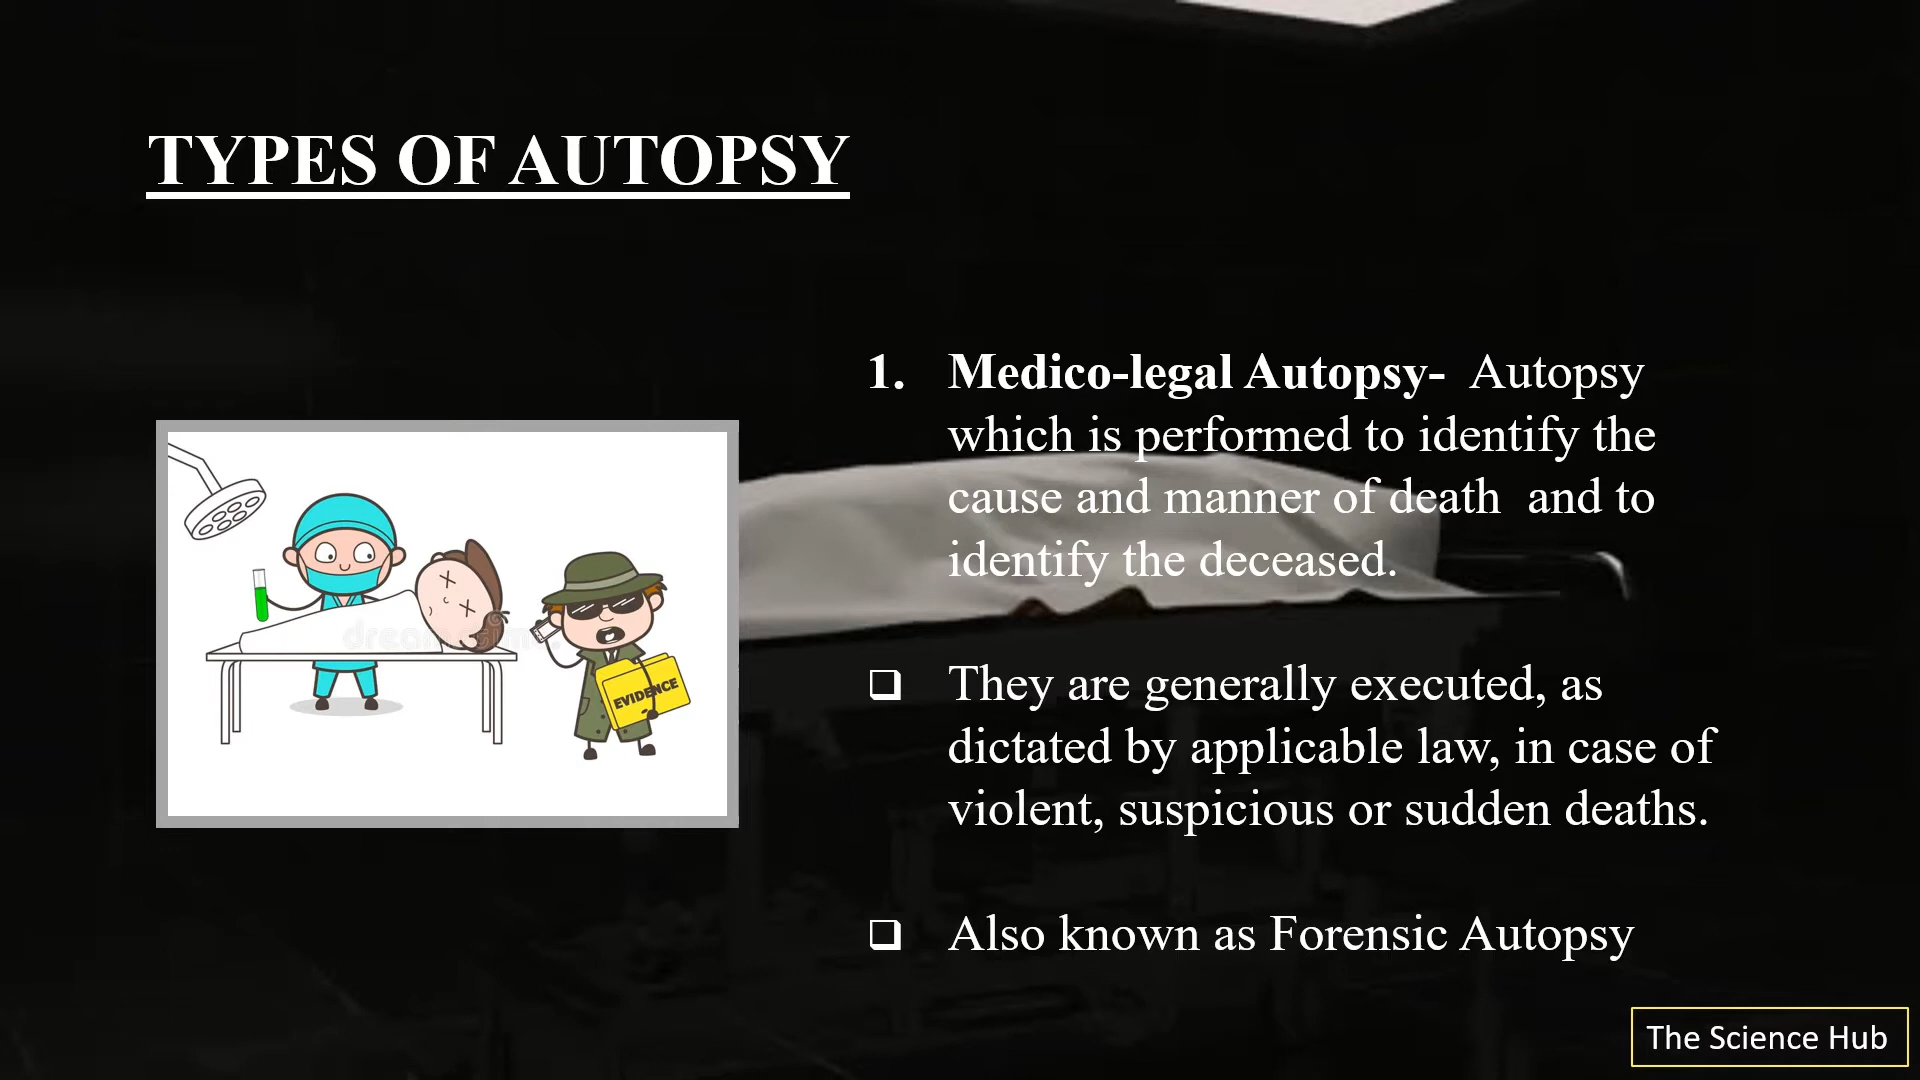 TYPES OF AUTOPSY
1. Medico-legal Autopsy- Autopsy
which is performed to identify the
cause and manner of death and to
identify the deceased.
EVIDENCE
❑ They are generally executed, as
dictated by applicable law, in case of
violent, suspicious or sudden deaths.
❑ Also known as Forensic Autopsy
The Science Hub